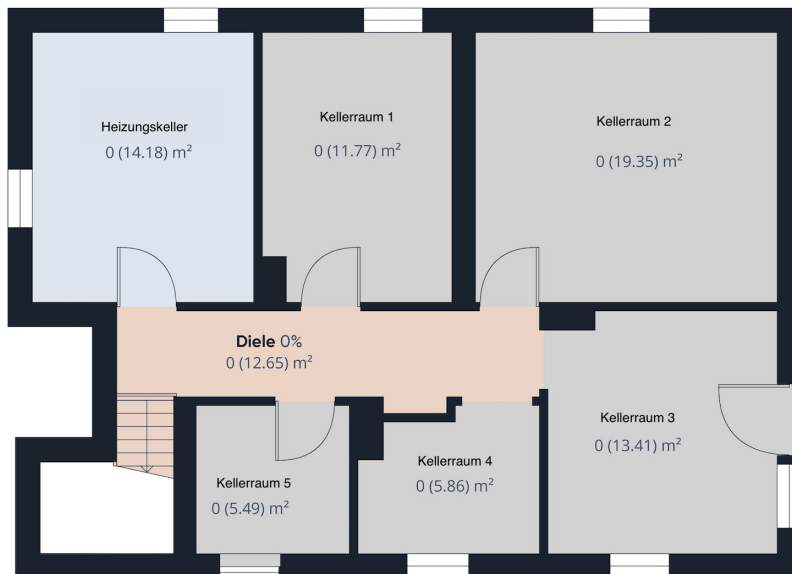 Heizungskeller
0 (14.18) m²
Kellerraum 1
0 (11.77) m²
Kellerraum 2
0 (19.35) m²
Diele 0%
0 (12.65) m²
Kellerraum 3
0 (13.41) m²
Kellerraum 4
0 (5.86) m²
Kellerraum 5
0 (5.49) m²